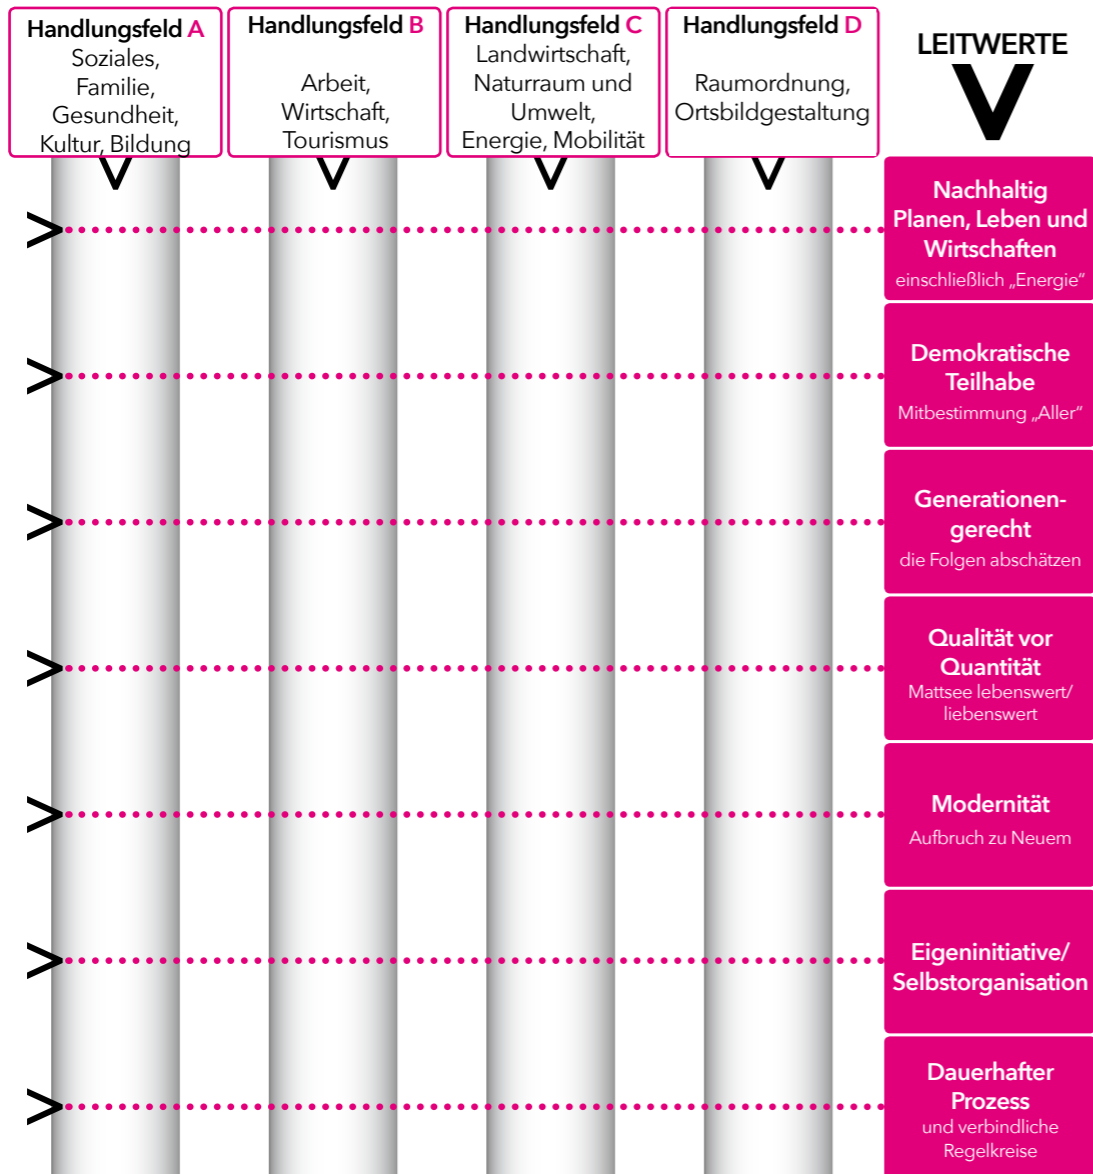 Handlungsfeld A
Soziales,
Familie,
Gesundheit,
Kultur, Bildung
Handlungsfeld B
Arbeit,
Wirtschaft,
Tourismus
Handlungsfeld C
Landwirtschaft,
Naturraum und
Umwelt,
Energie, Mobilität
Handlungsfeld D
Raumordnung,
Ortsbildgestaltung
LEITWERTE
Nachhaltig
Planen, Leben und
Wirtschaften
einschließlich „Energie“
Demokratische
Teilhabe
Mitbestimmung „Aller“
Generationen-
gerecht
die Folgen abschätzen
Qualität vor
Quantität
Mattsee lebenswert/
liebenswert
Modernität
Aufbruch zu Neuem
Eigeninitiative/
Selbstorganisation
Dauerhafter
Prozess
und verbindliche
Regelkreise